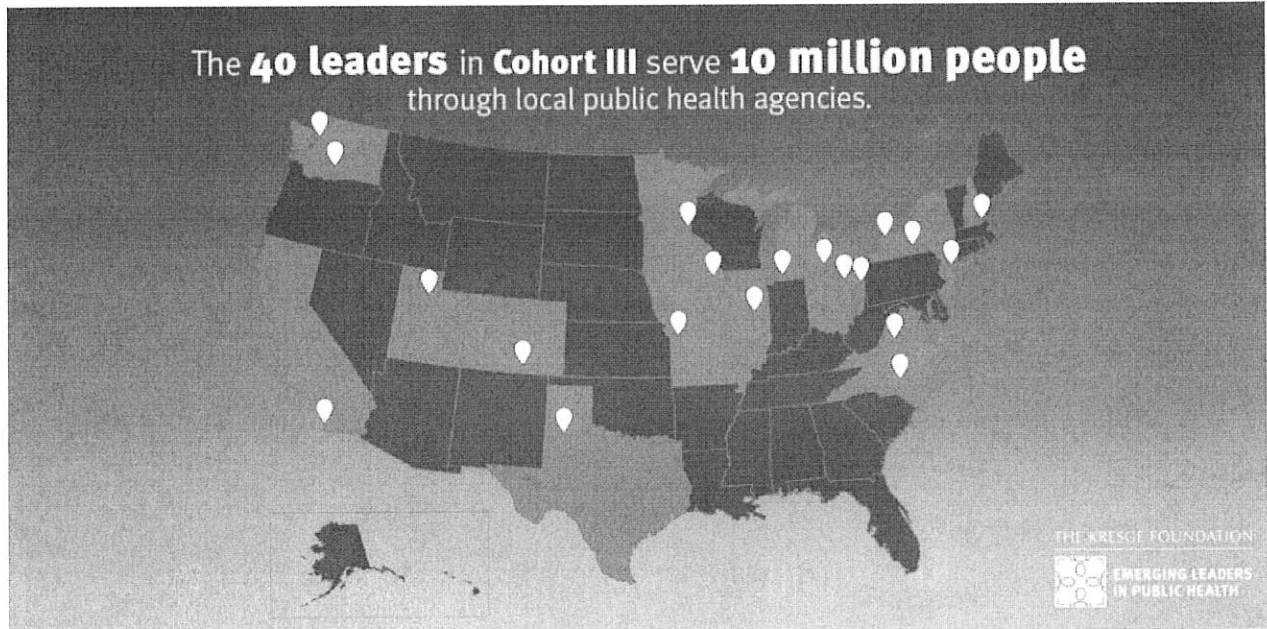 The 40 leaders in Cohort III serve 10 million people
through local public health agencies.
THE KRESGE FOUNDATION
EMERGING LEADERS
IN PUBLIC HEALTH